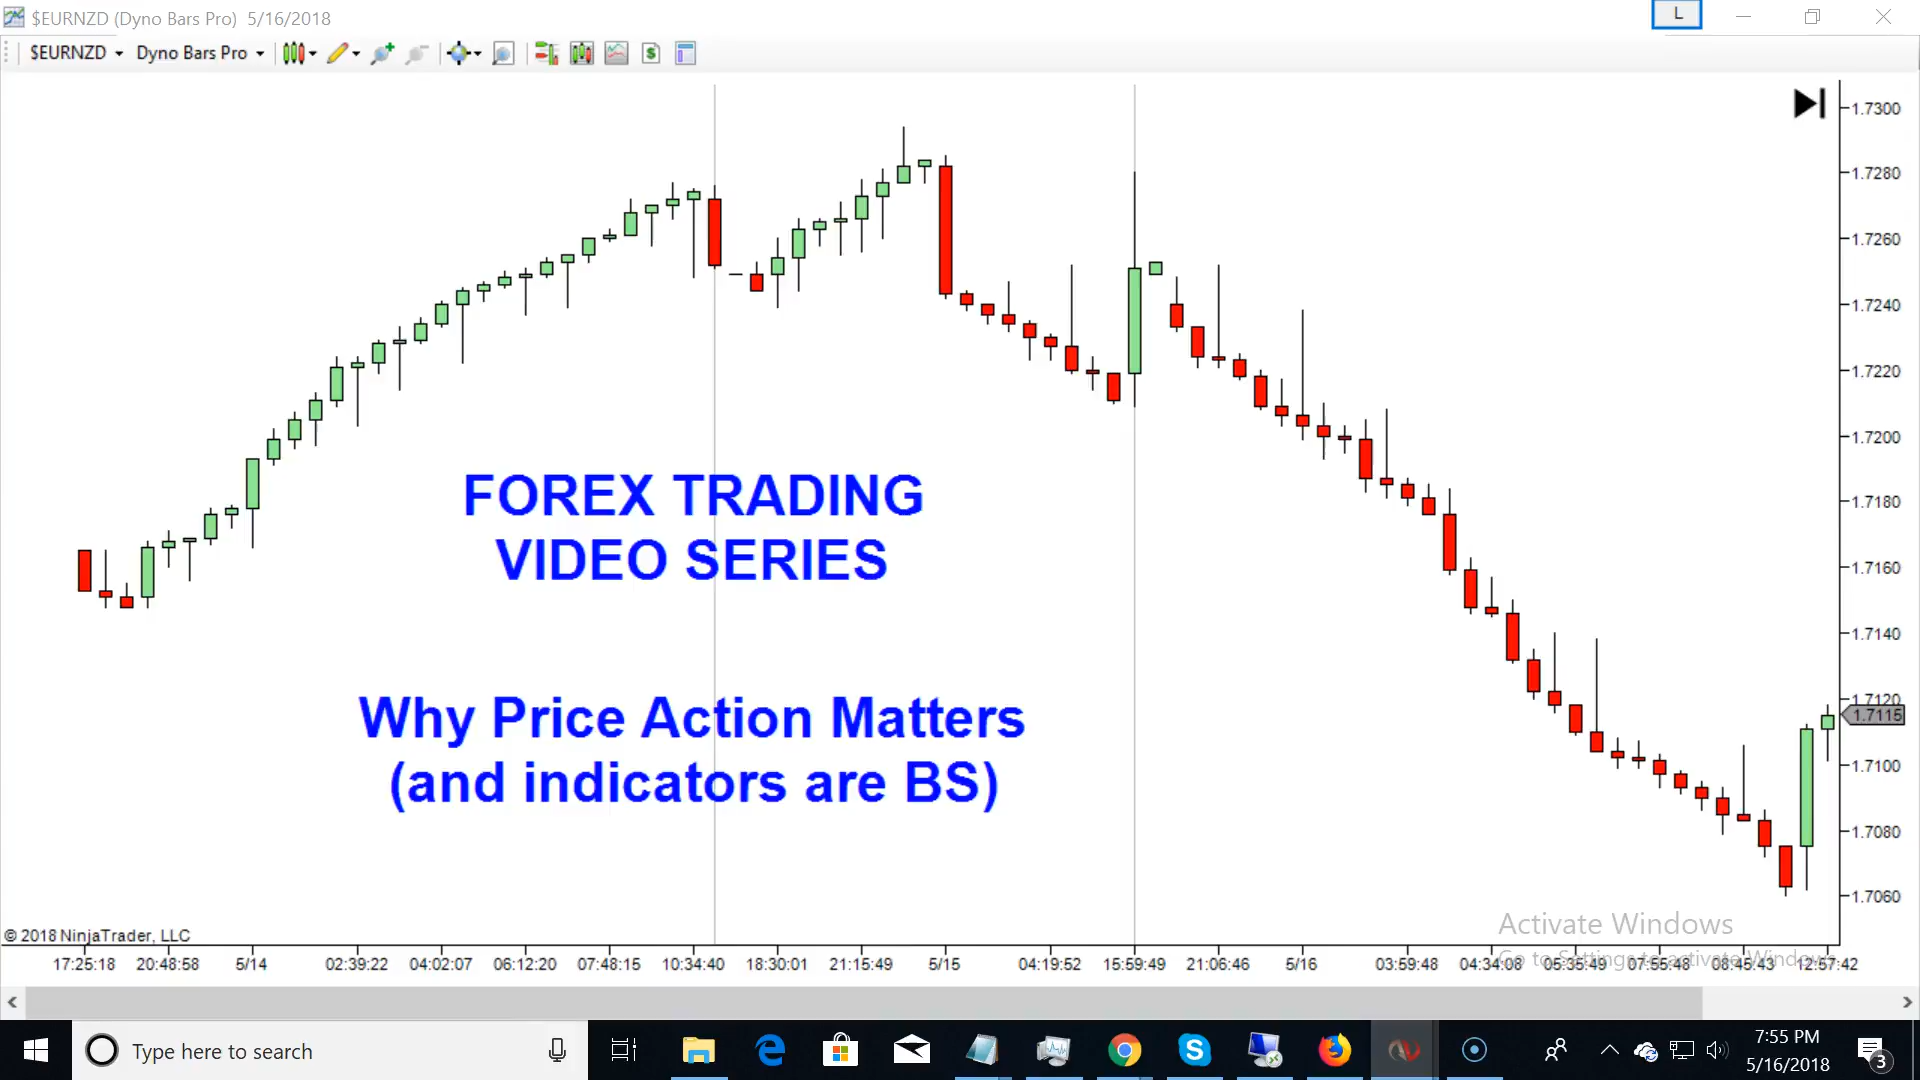 $EURNZD (Dyno Bars Pro) 5/16/2018
L
$EURNZD
Dyno Bars Pro
1.7300
1.7280
1.7260
1.7240
1.7220
1.7200
1.7180
1.7160
1.7140
1.7120
1.7115
1.7100
1.7080
1.7060
FOREX TRADING
VIDEO SERIES
Why Price Action Matters
(and indicators are BS)
Activate Windows
Go to Settings to activate Windows.
© 2018 NinjaTrader, LLC
17:25:18 20:48:58 5/14 02:39:22 04:02:07 06:12:20 07:48:15 10:34:40 18:30:01 21:15:49 5/15 04:19:52 15:59:49 21:06:46 5/16 03:59:48 04:34:08 05:35:49 07:55:48 08:45:43 12:57:42
Type here to search
7:55 PM
5/16/2018
3